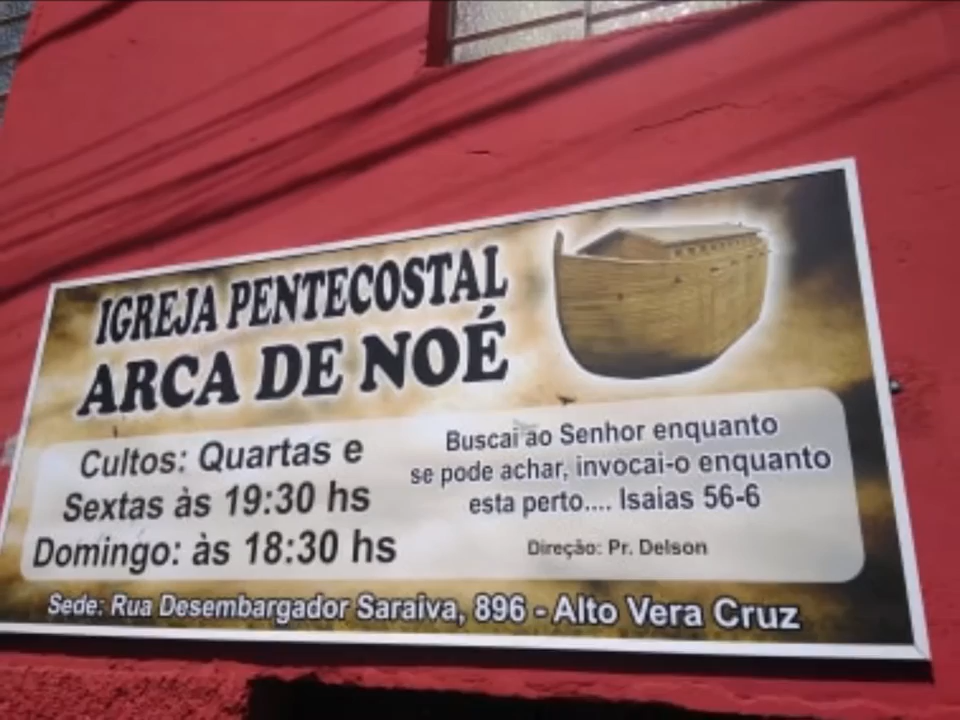 IGREJA PENTECOSTAL
ARCA DE NOÉ
Cultos: Quartas e
Sextas às 19:30 hs
Domingo: às 18:30 hs
Buscai ao Senhor enquanto
se pode achar, invocai-o enquanto
esta perto.... Isaias 56-6
Direção: Pr. Delson
Sede: Rua Desembargador Saraiva, 896 - Alto Vera Cruz